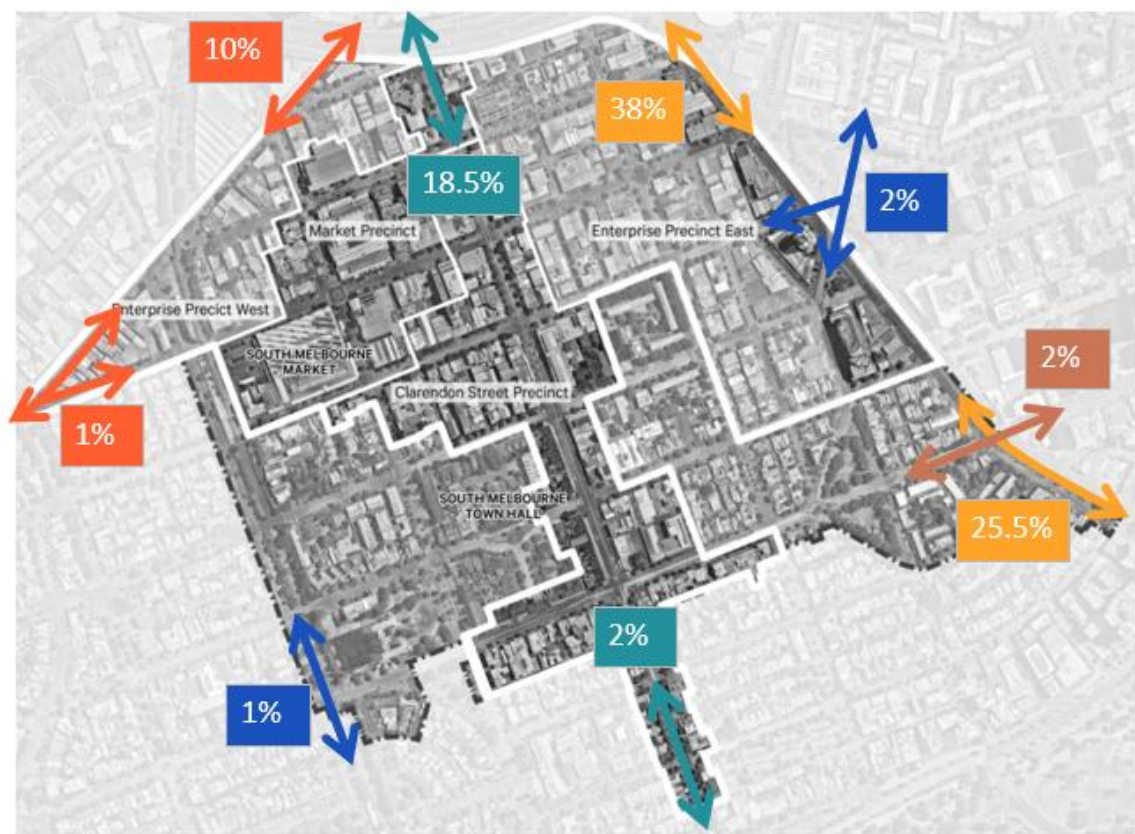 10%
38%
18.5%
2%
Market Precinct
Enterprise Precinct East
Enterprise Precict West
SOUTH MELBOURNE
MARKET
2%
Clarendon Street Precinct
1%
SOUTH MELBOURNE
TOWN HALL
25.5%
2%
1%